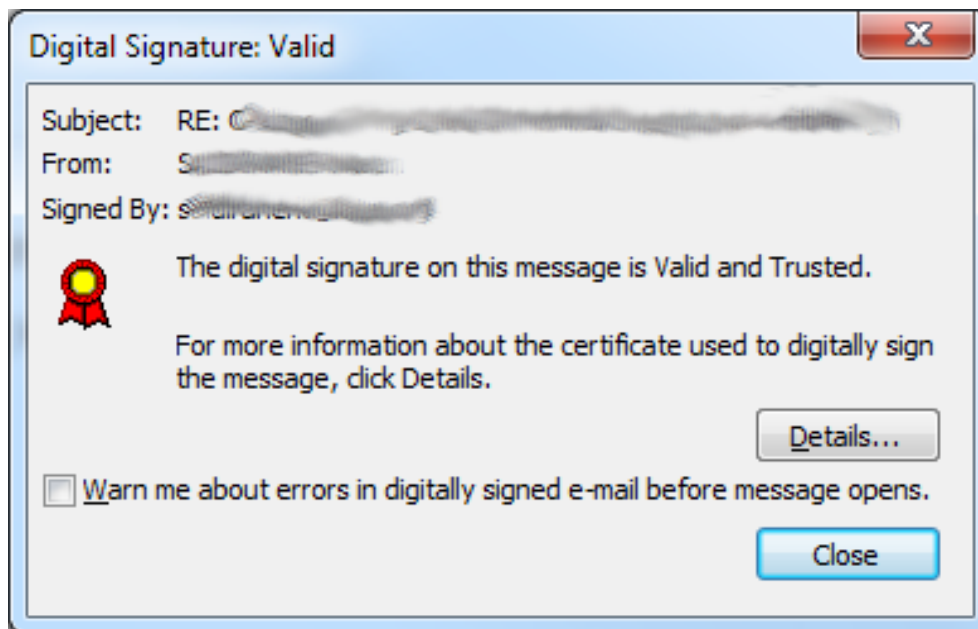 Digital Signature: Valid
Subject: RE:
From:
Signed By:
The digital signature on this message is Valid and Trusted.
For more information about the certificate used to digitally sign
the message, click Details.
Details...
Warn me about errors in digitally signed e-mail before message opens.
Close